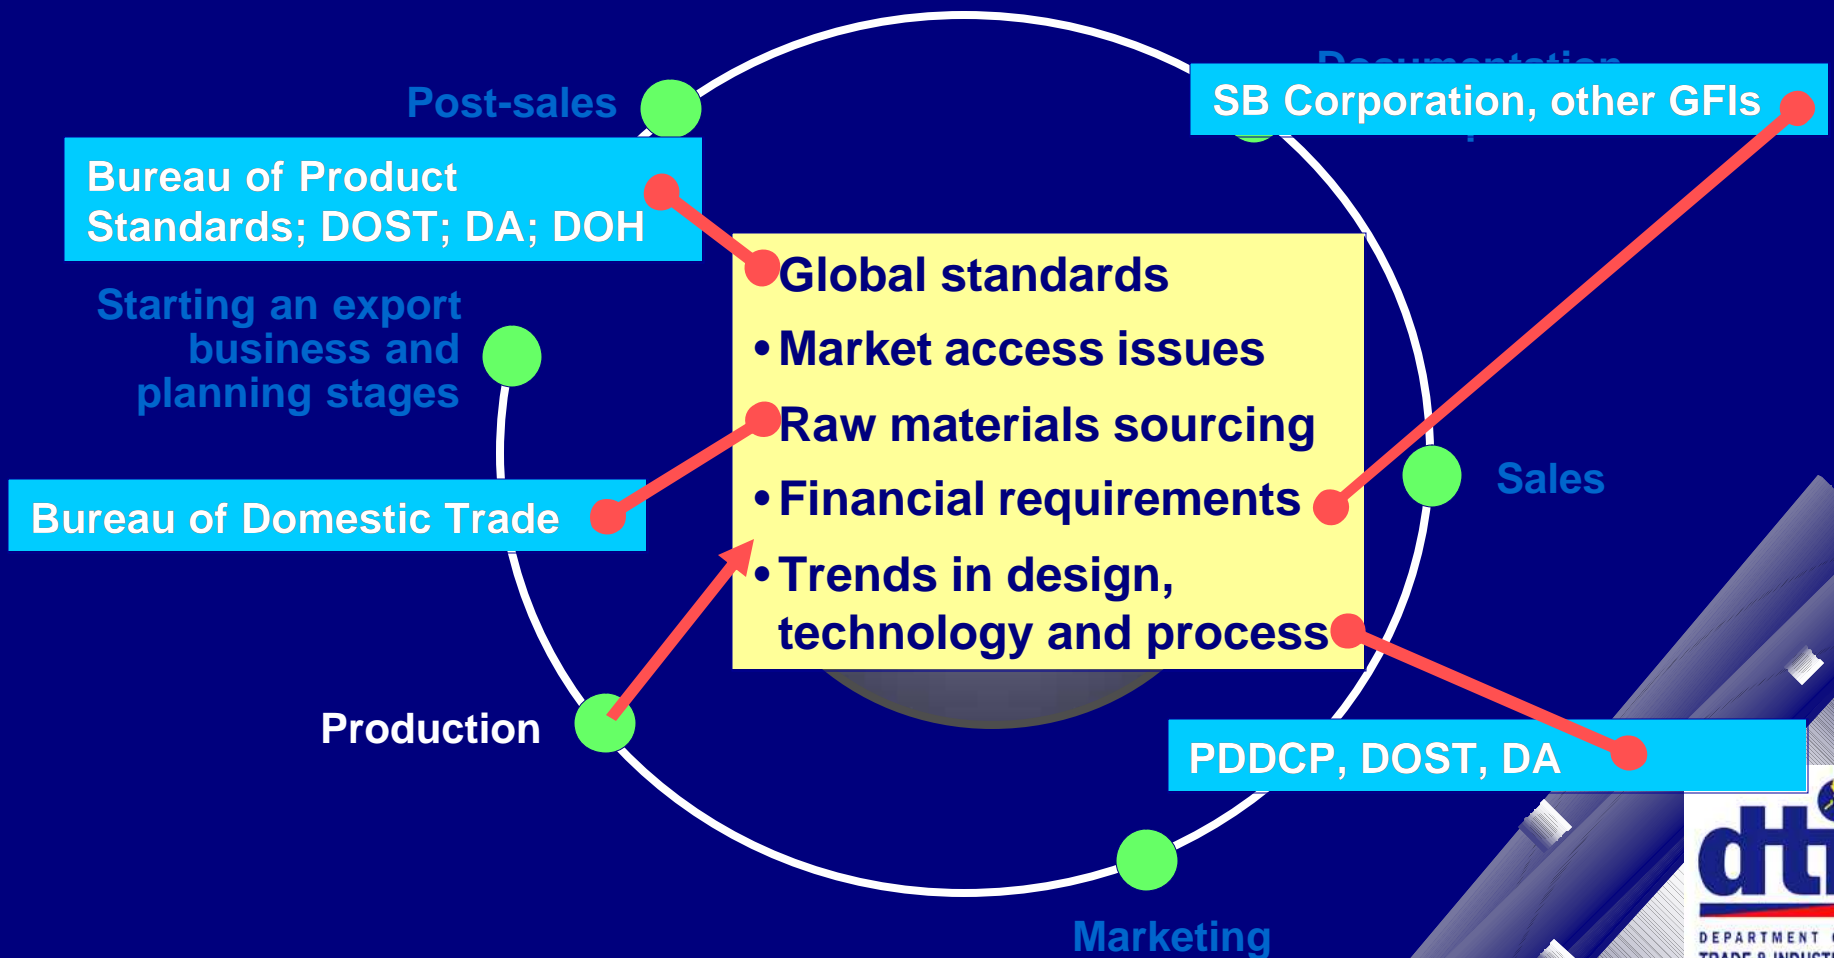 Post-sales
SB Corporation, other GFIs
Bureau of Product
Standards; DOST; DA; DOH
Starting an export
business and
planning stages
• Global standards
• Market access issues
• Raw materials sourcing
• Financial requirements
• Trends in design,
technology and process
Sales
Bureau of Domestic Trade
Production
PDDCP, DOST, DA
Marketing
dti
DEPARTMENT
TRADE &